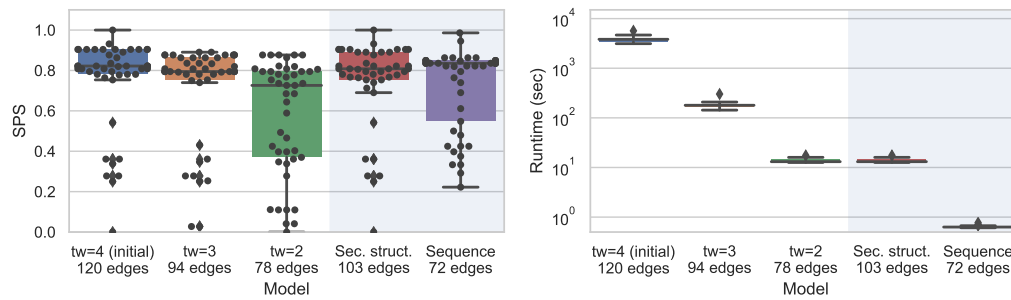 1.0
0.8
0.6
0.4
0.2
0.0
SPS
tw=4 (initial)
120 edges
tw=3
94 edges
tw=2
78 edges
Sec. struct.
103 edges
Sequence
72 edges
Model
10^4
10^3
10^2
10^1
10^0
Runtime (sec)
tw=4 (initial)
120 edges
tw=3
94 edges
tw=2
78 edges
Sec. struct.
103 edges
Sequence
72 edges
Model